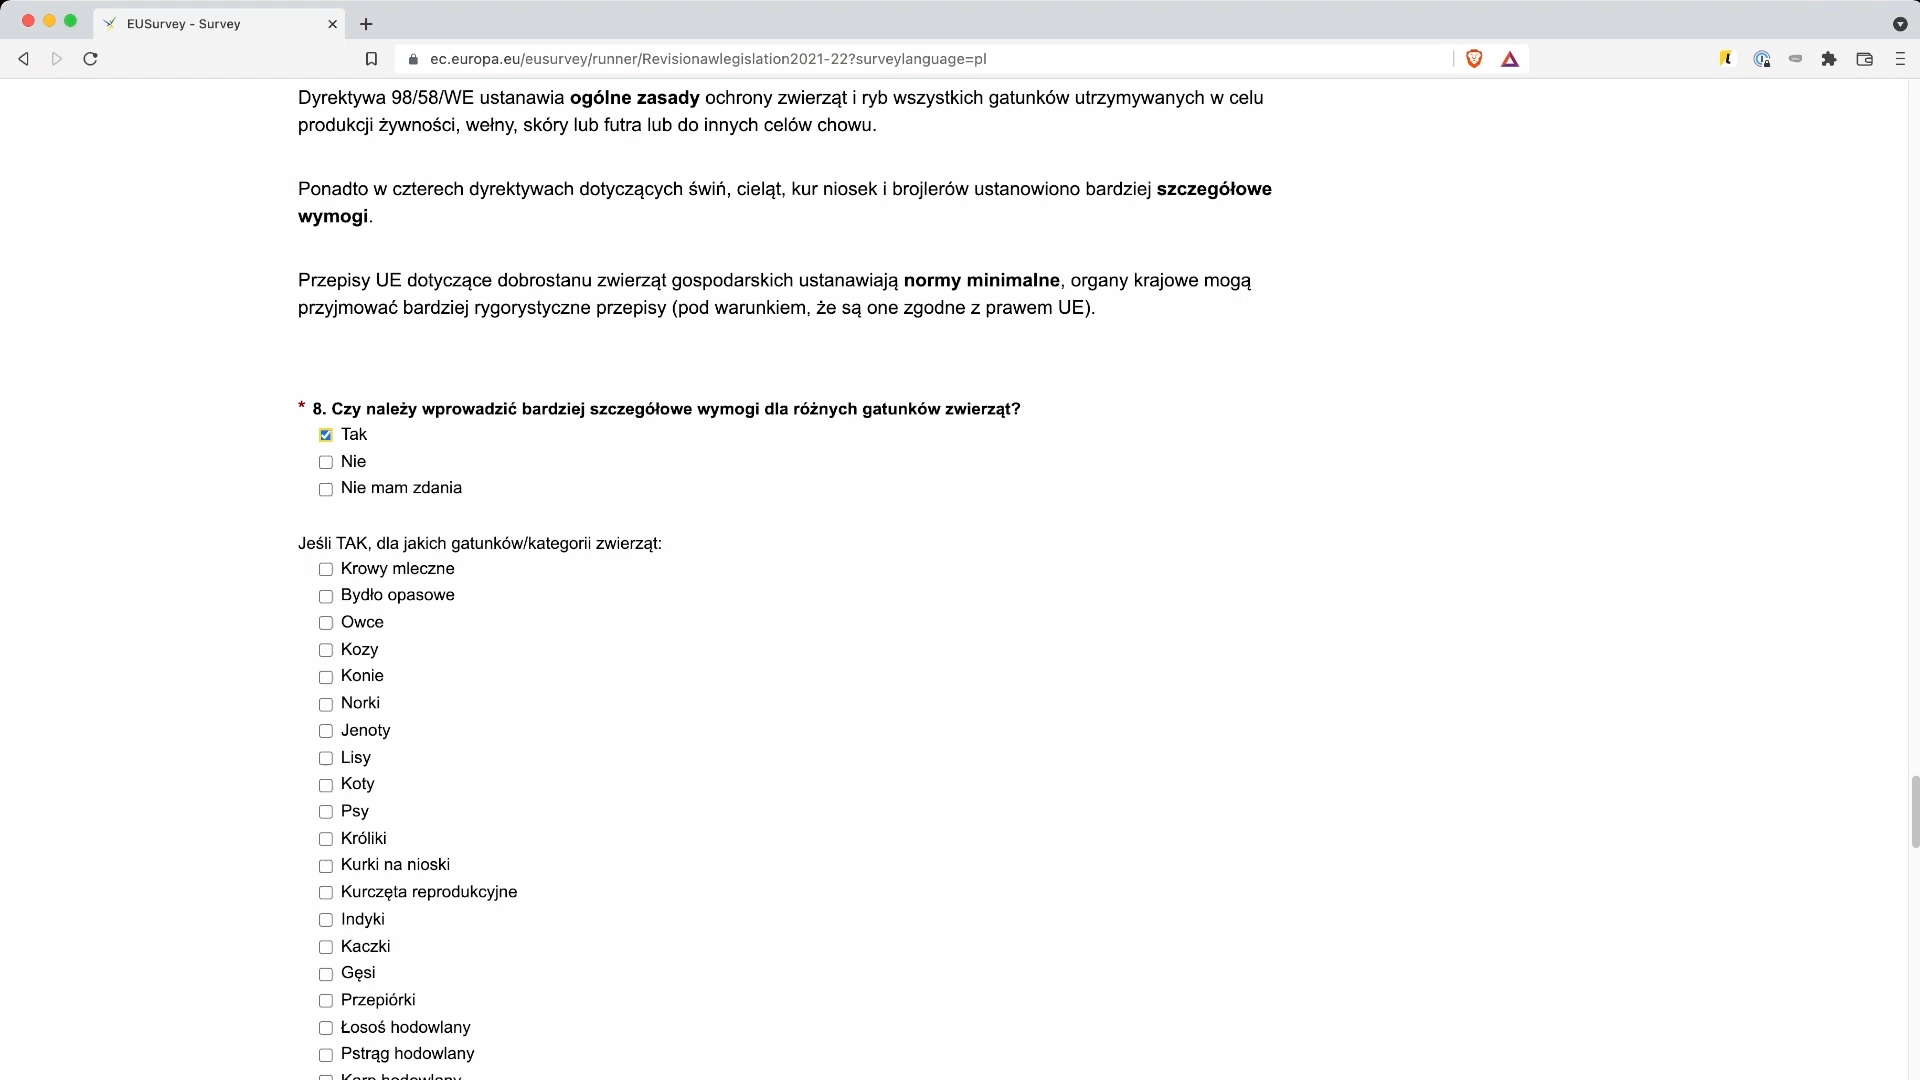 EUSurvey - Survey
ec.europa.eu/eusurvey/runner/Revisionawlegislation2021-22?surveylanguage=pl
Dyrektywa 98/58/WE ustanawia ogólne zasady ochrony zwierząt i ryb wszystkich gatunków utrzymywanych w celu
produkcji żywności, wełny, skóry lub futra lub do innych celów chowu.
Ponadto w czterech dyrektywach dotyczących świń, cieląt, kur niosek i brojlerów ustanowiono bardziej szczegółowe
wymogi.
Przepisy UE dotyczące dobrostanu zwierząt gospodarskich ustanawiają normy minimalne, organy krajowe mogą
przyjmować bardziej rygorystyczne przepisy (pod warunkiem, że są one zgodne z prawem UE).
* 8. Czy należy wprowadzić bardziej szczegółowe wymogi dla różnych gatunków zwierząt?
Tak
Nie
Nie mam zdania
Jeśli TAK, dla jakich gatunków/kategorii zwierząt:
Krowy mleczne
Bydło opasowe
Owce
Kozy
Konie
Norki
Jenoty
Lisy
Koty
Psy
Króliki
Kurki na nioski
Kurczęta reprodukcyjne
Indyki
Kaczki
Gęsi
Przepiórki
Łosoś hodowlany
Pstrąg hodowlany
Karp hodowlany